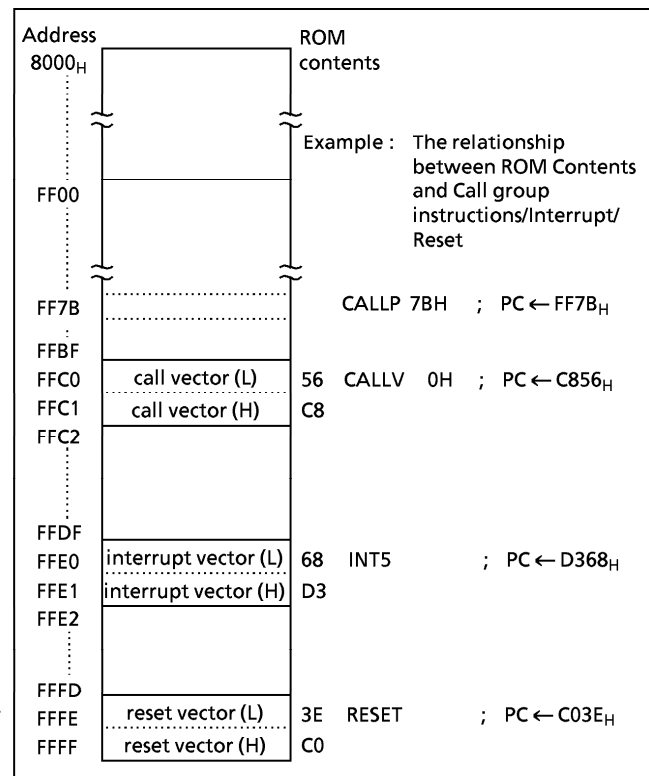 Address ROM
8000H contents
Example : The relationship
between ROM Contents
and Call group
instructions/Interrupt/
Reset
FF00
FF7B CALLP 7BH ; PC ← FF7BH
FFBF
FFC0 call vector (L) 56 CALLV 0H ; PC ← C856H
FFC1 call vector (H) C8
FFC2
FFDF
FFE0 interrupt vector (L) 68 INT5 ; PC ← D368H
FFE1 interrupt vector (H) D3
FFE2
FFFD
FFFE reset vector (L) 3E RESET ; PC ← C03EH
FFFF reset vector (H) C0